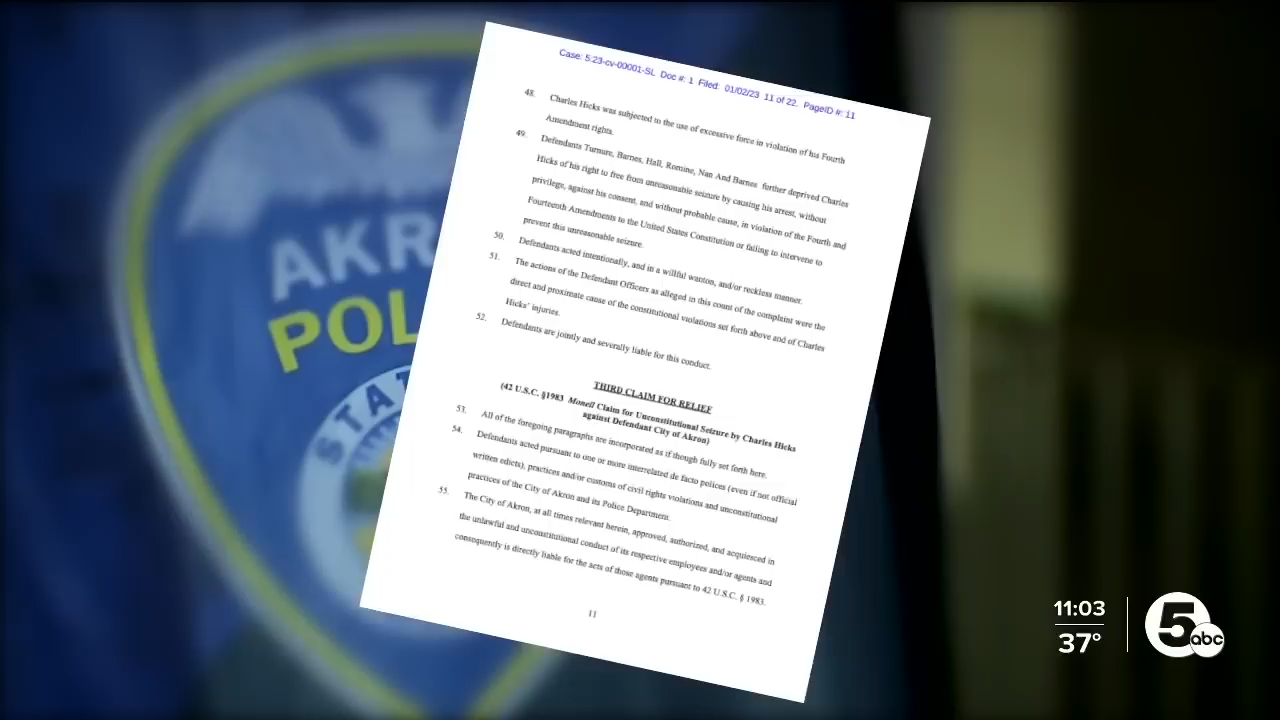 AKR
POL
STAT
Case: 5:23-cv-00001-SL Doc #: 1 Filed: 01/02/23 11 of 22. PageID #: 11
48. Charles Hicks was subjected to the use of excessive force in violation of his Fourth
Amendment rights.
49. Defendants Turnure, Barnes, Hall, Romine, Nan And Barnes further deprived Charles
Hicks of his right to free from unreasonable seizure by causing his arrest, without
privilege, against his consent, and without probable cause, in violation of the Fourth and
Fourteenth Amendments to the United States Constitution or failing to intervene to
prevent this unreasonable seizure.
50. Defendants acted intentionally, and in a willful wanton, and/or reckless manner.
51. The actions of the Defendant Officers as alleged in this count of the complaint were the
direct and proximate cause of the constitutional violations set forth above and of Charles
Hicks' injuries.
52. Defendants are jointly and severally liable for this conduct.
THIRD CLAIM FOR RELIEF
(42 U.S.C. §1983 Monell Claim for Unconstitutional Seizure by Charles Hicks
against Defendant City of Akron)
53. All of the foregoing paragraphs are incorporated as if though fully set forth here.
54. Defendants acted pursuant to one or more interrelated de facto polices (even if not official
written edicts), practices and/or customs of civil rights violations and unconstitutional
practices of the City of Akron and its Police Department.
55. The City of Akron, at all times relevant herein, approved, authorized, and acquiesced in
the unlawful and unconstitutional conduct of its respective employees and/or agents and
consequently is directly liable for the acts of those agents pursuant to 42 U.S.C. § 1983.
11
11:03
37°
5
abc